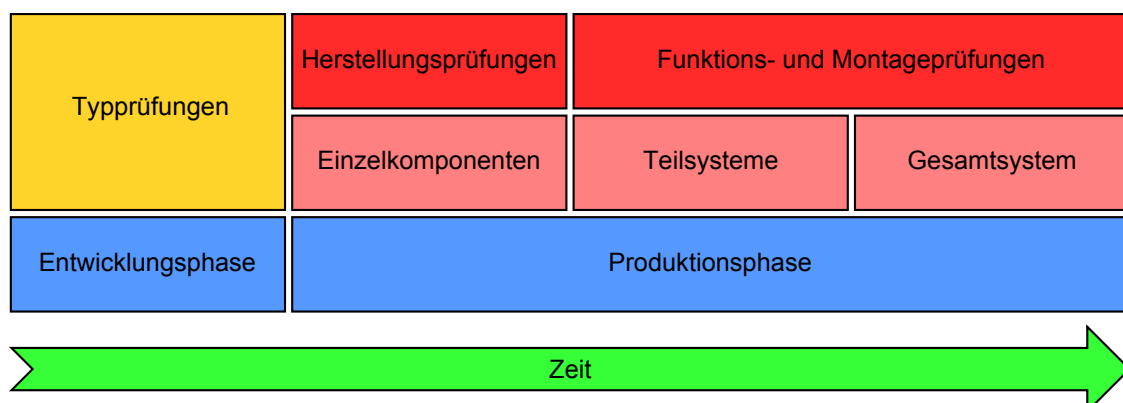 Typprüfungen
Herstellungsprüfungen
Funktions- und Montageprüfungen
Einzelkomponenten
Teilsysteme
Gesamtsystem
Entwicklungsphase
Produktionsphase
Zeit